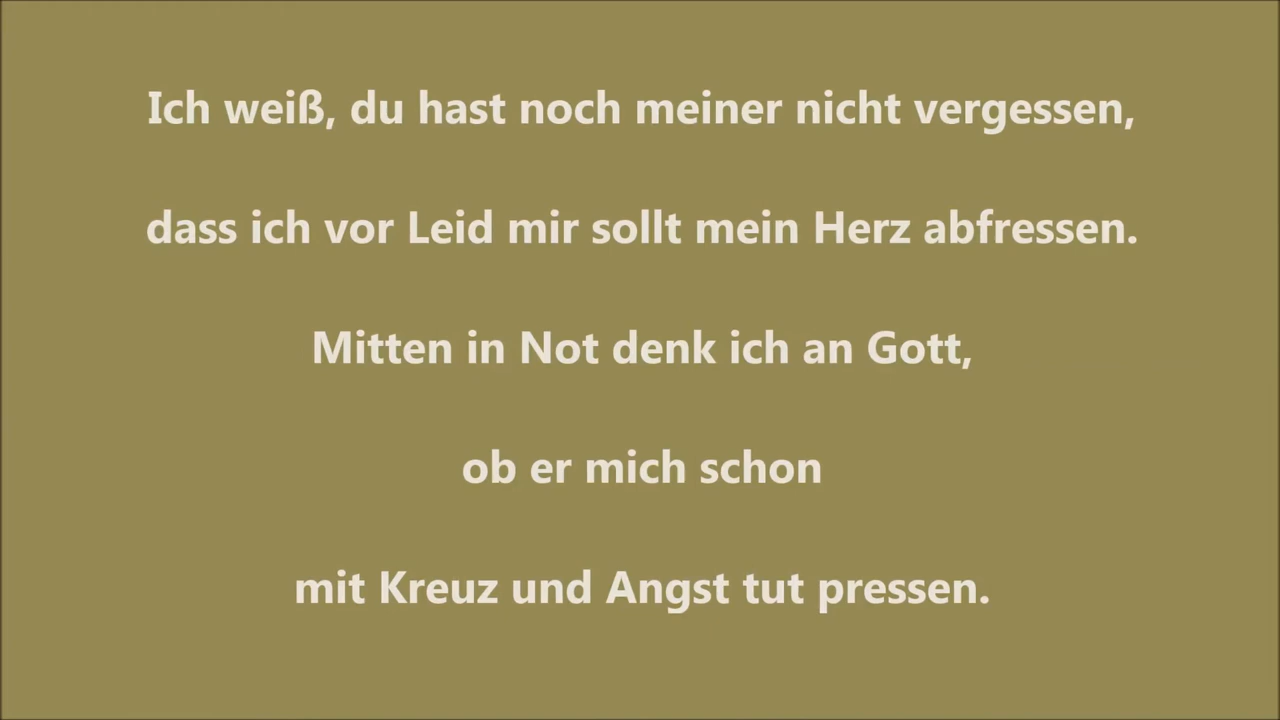 Ich weiß, du hast noch meiner nicht vergessen,
dass ich vor Leid mir sollt mein Herz abfressen.
Mitten in Not denk ich an Gott,
ob er mich schon
mit Kreuz und Angst tut pressen.